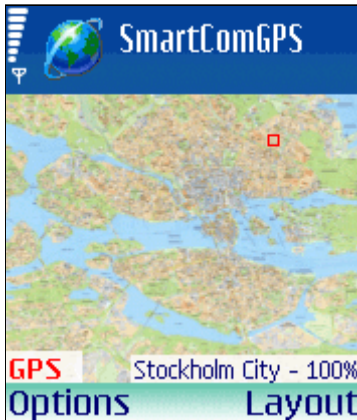 SmartComGPS
GPS
Stockholm City - 100%
Options
Layout